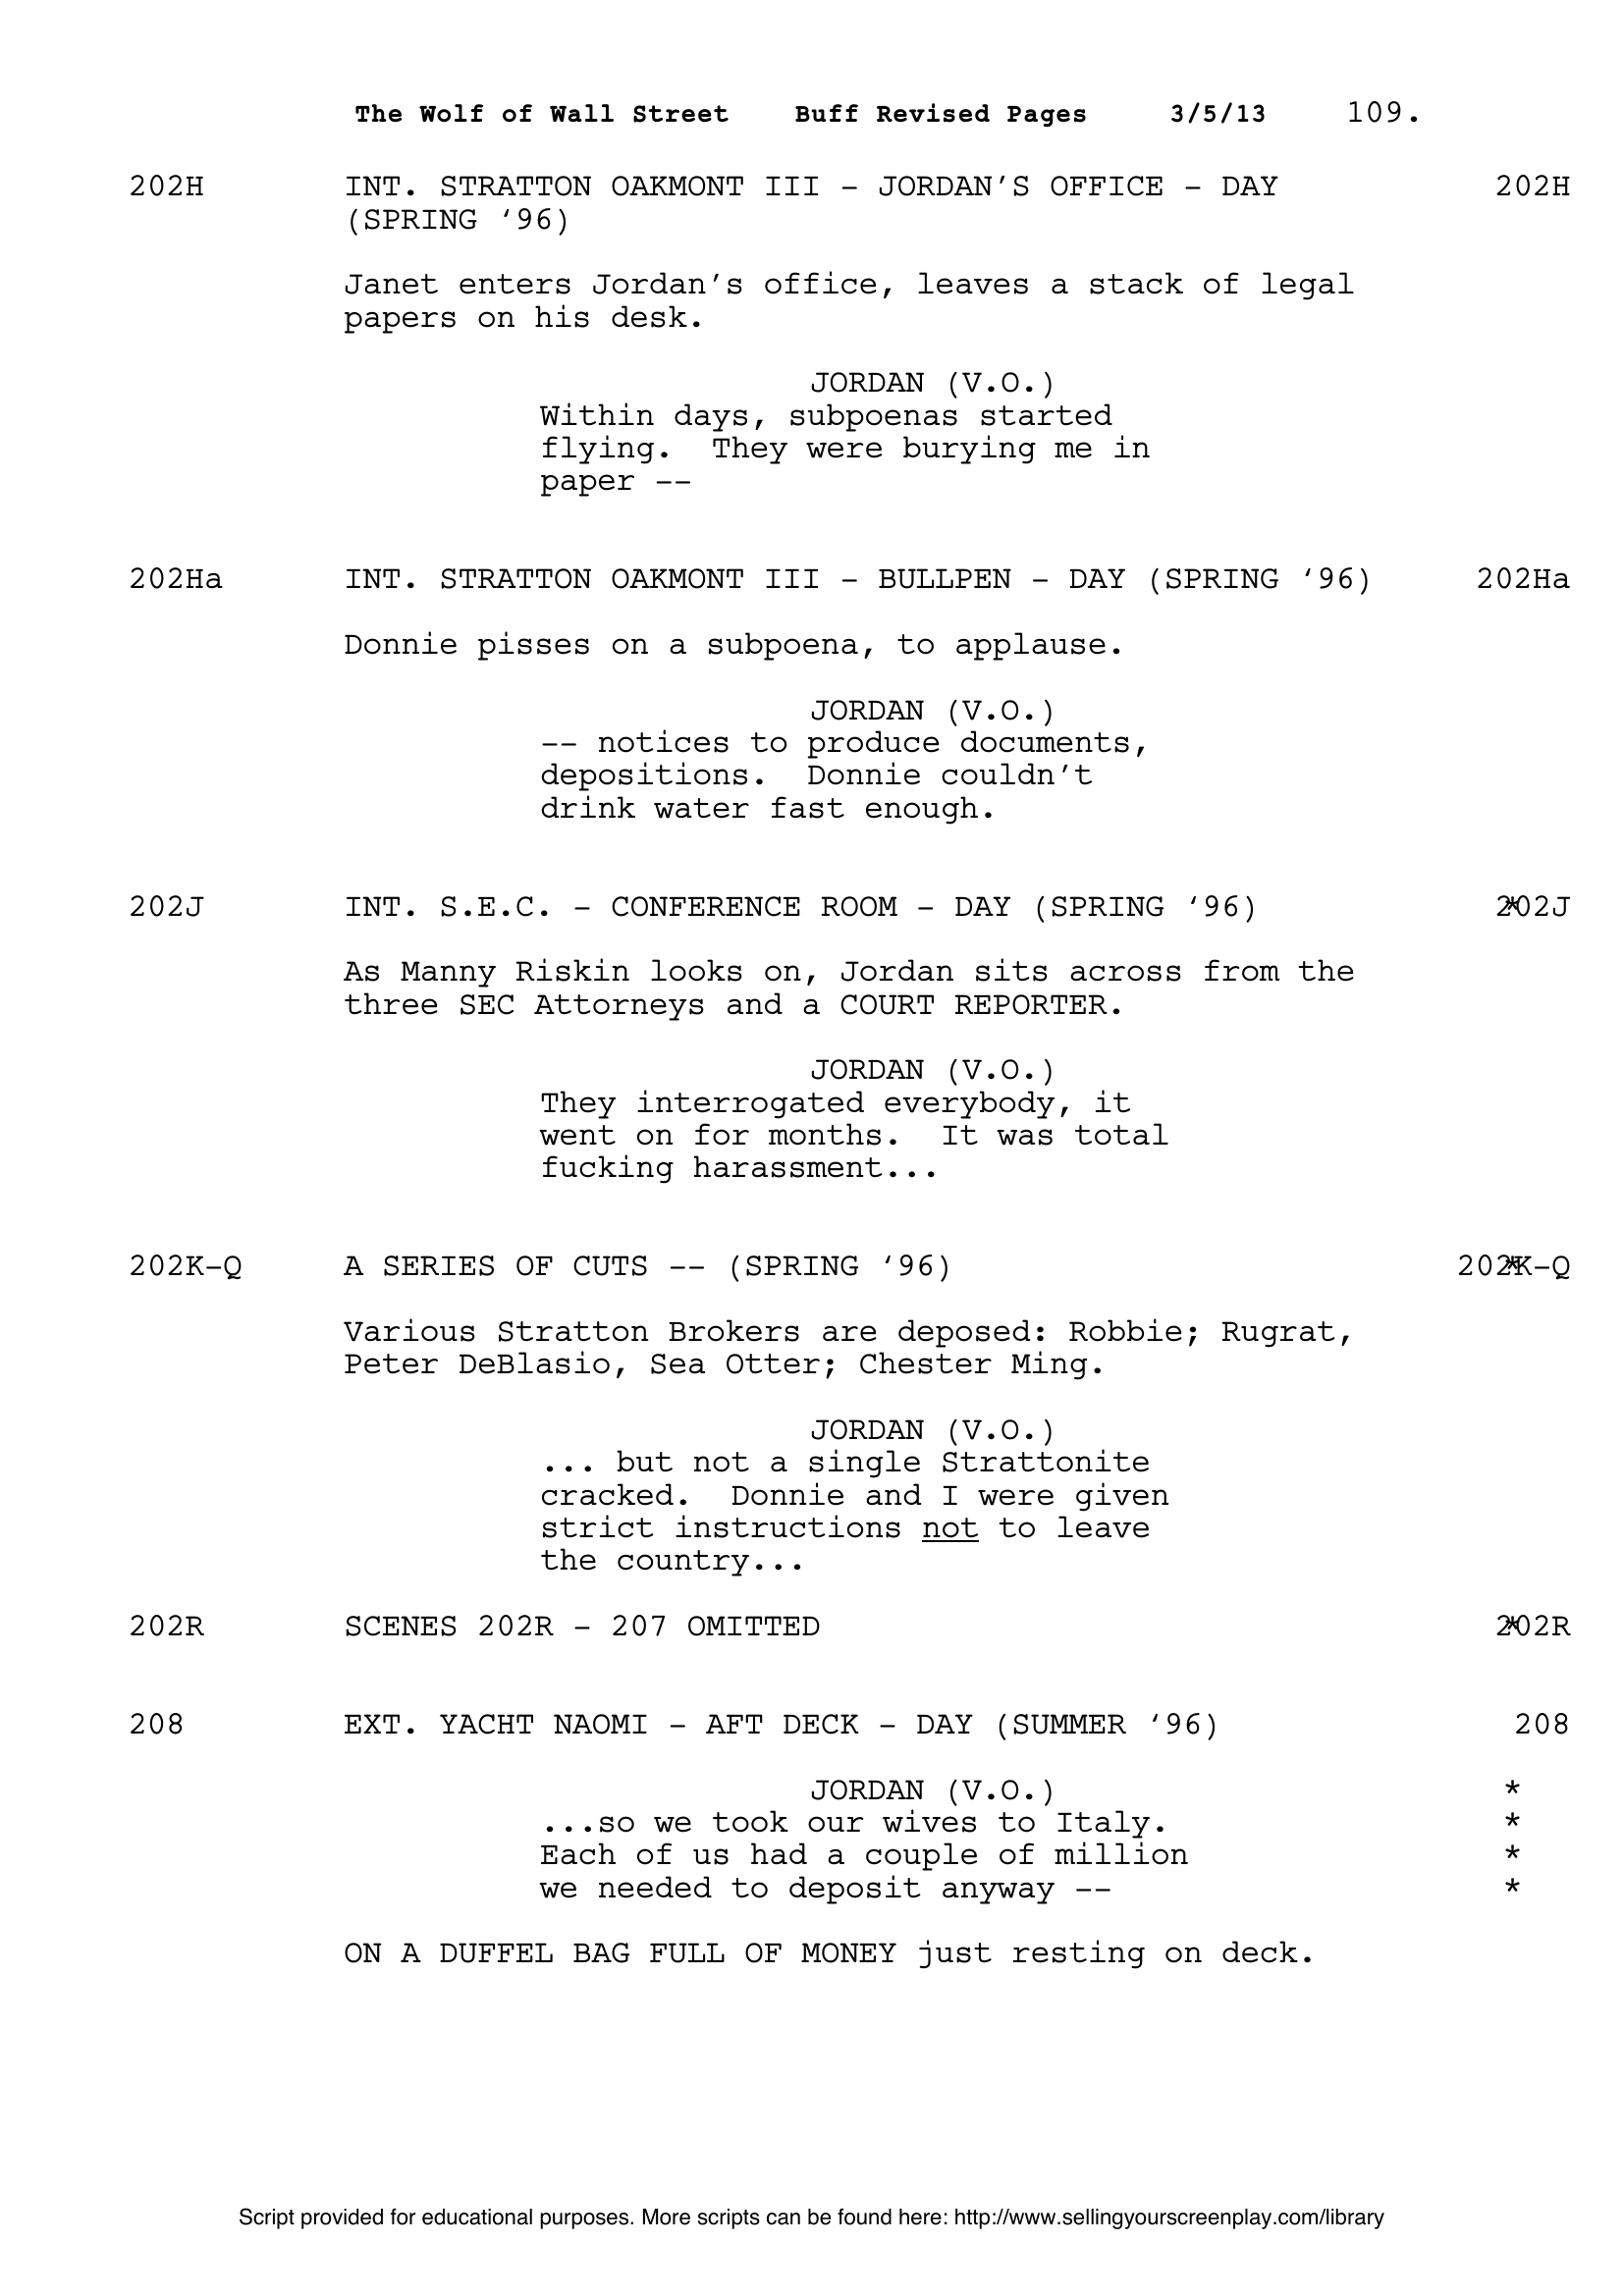 The Wolf of Wall Street Buff Revised Pages 3/5/13 109.
202H INT. STRATTON OAKMONT III – JORDAN’S OFFICE – DAY 202H
(SPRING ‘96)
Janet enters Jordan’s office, leaves a stack of legal
papers on his desk.
JORDAN (V.O.)
Within days, subpoenas started
flying. They were burying me in
paper --
202Ha INT. STRATTON OAKMONT III – BULLPEN – DAY (SPRING ‘96) 202Ha
Donnie pisses on a subpoena, to applause.
JORDAN (V.O.)
-- notices to produce documents,
depositions. Donnie couldn’t
drink water fast enough.
202J INT. S.E.C. – CONFERENCE ROOM – DAY (SPRING ‘96) *202J
As Manny Riskin looks on, Jordan sits across from the
three SEC Attorneys and a COURT REPORTER.
JORDAN (V.O.)
They interrogated everybody, it
went on for months. It was total
fucking harassment...
202K-Q A SERIES OF CUTS -- (SPRING ‘96) *202K-Q
Various Stratton Brokers are deposed: Robbie; Rugrat,
Peter DeBlasio, Sea Otter; Chester Ming.
JORDAN (V.O.)
... but not a single Strattonite
cracked. Donnie and I were given
strict instructions not to leave
the country...
202R SCENES 202R – 207 OMITTED *202R
208 EXT. YACHT NAOMI – AFT DECK – DAY (SUMMER ‘96) 208
JORDAN (V.O.) *
...so we took our wives to Italy. *
Each of us had a couple of million *
we needed to deposit anyway -- *
ON A DUFFEL BAG FULL OF MONEY just resting on deck.
Script provided for educational purposes. More scripts can be found here: http://www.sellingyourscreenplay.com/library